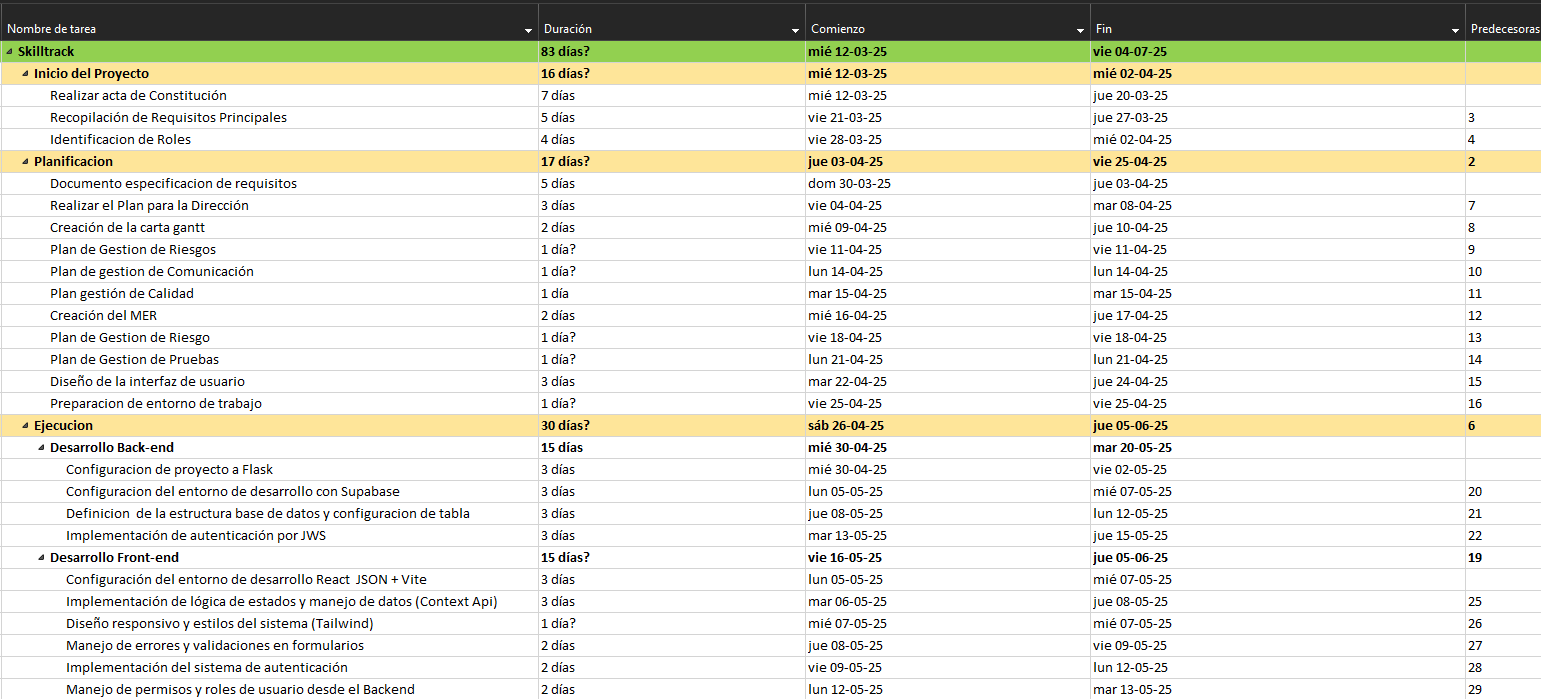 Nombre de tarea Duración Comienzo Fin Predecesoras
Skilltrack 83 días? mié 12-03-25 vie 04-07-25
Inicio del Proyecto 16 días? mié 12-03-25 mié 02-04-25
Realizar acta de Constitución 7 días mié 12-03-25 jue 20-03-25
Recopilación de Requisitos Principales 5 días vie 21-03-25 jue 27-03-25 3
Identificacion de Roles 4 días vie 28-03-25 mié 02-04-25 4
Planificacion 17 días? jue 03-04-25 vie 25-04-25 2
Documento especificacion de requisitos 5 días dom 30-03-25 jue 03-04-25
Realizar el Plan para la Dirección 3 días vie 04-04-25 mar 08-04-25 7
Creación de la carta gantt 2 días mié 09-04-25 jue 10-04-25 8
Plan de Gestion de Riesgos 1 día? vie 11-04-25 vie 11-04-25 9
Plan de gestion de Comunicación 1 día? lun 14-04-25 lun 14-04-25 10
Plan gestión de Calidad 1 día mar 15-04-25 mar 15-04-25 11
Creación del MER 2 días mié 16-04-25 jue 17-04-25 12
Plan de Gestion de Riesgo 1 día? vie 18-04-25 vie 18-04-25 13
Plan de Gestion de Pruebas 1 día? lun 21-04-25 lun 21-04-25 14
Diseño de la interfaz de usuario 3 días mar 22-04-25 jue 24-04-25 15
Preparacion de entorno de trabajo 1 día? vie 25-04-25 vie 25-04-25 16
Ejecucion 30 días? sáb 26-04-25 jue 05-06-25 6
Desarrollo Back-end 15 días mié 30-04-25 mar 20-05-25
Configuracion de proyecto a Flask 3 días mié 30-04-25 vie 02-05-25
Configuracion del entorno de desarrollo con Supabase 3 días lun 05-05-25 mié 07-05-25 20
Definicion de la estructura base de datos y configuracion de tabla 3 días jue 08-05-25 lun 12-05-25 21
Implementación de autenticación por JWS 3 días mar 13-05-25 jue 15-05-25 22
Desarrollo Front-end 15 días? vie 16-05-25 jue 05-06-25 19
Configuración del entorno de desarrollo React JSON + Vite 3 días lun 05-05-25 mié 07-05-25
Implementación de lógica de estados y manejo de datos (Context Api) 3 días mar 06-05-25 jue 08-05-25 25
Diseño responsivo y estilos del sistema (Tailwind) 1 día? mié 07-05-25 mié 07-05-25 26
Manejo de errores y validaciones en formularios 2 días jue 08-05-25 vie 09-05-25 27
Implementación del sistema de autenticación 2 días vie 09-05-25 lun 12-05-25 28
Manejo de permisos y roles de usuario desde el Backend 2 días lun 12-05-25 mar 13-05-25 29